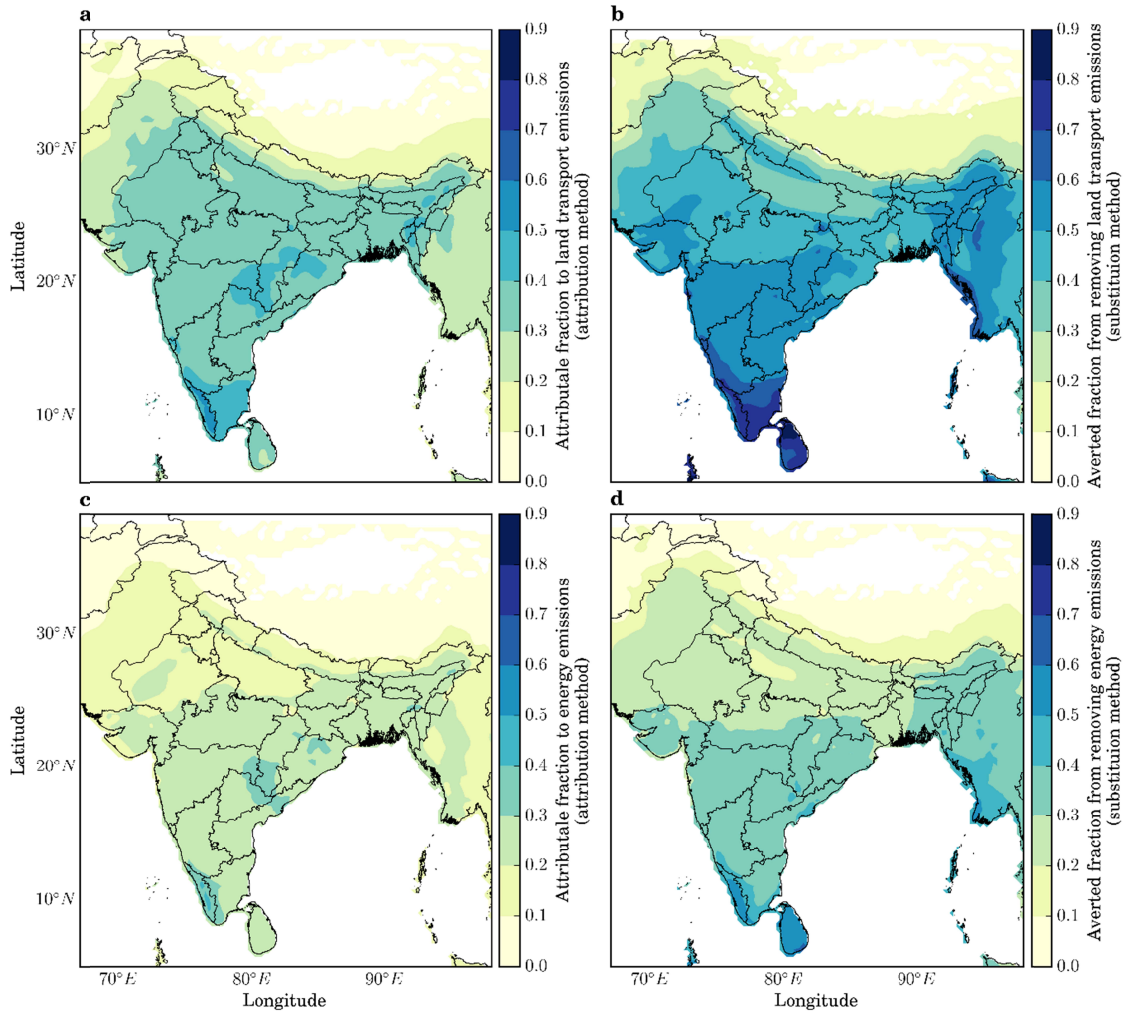 a
b
30°N
20°N
10°N
Latitude
0.9
0.8
0.7
0.6
0.5
0.4
0.3
0.2
0.1
0.0
Attributale fraction to land transport emissions
(attribution method)
0.9
0.8
0.7
0.6
0.5
0.4
0.3
0.2
0.1
0.0
Averted fraction from removing land transport emissions
(substituion method)
c
d
30°N
20°N
10°N
Latitude
70°E
80°E
90°E
Longitude
0.9
0.8
0.7
0.6
0.5
0.4
0.3
0.2
0.1
0.0
Attributale fraction to energy emissions
(attribution method)
70°E
80°E
90°E
Longitude
0.9
0.8
0.7
0.6
0.5
0.4
0.3
0.2
0.1
0.0
Averted fraction from removing energy emissions
(substituion method)